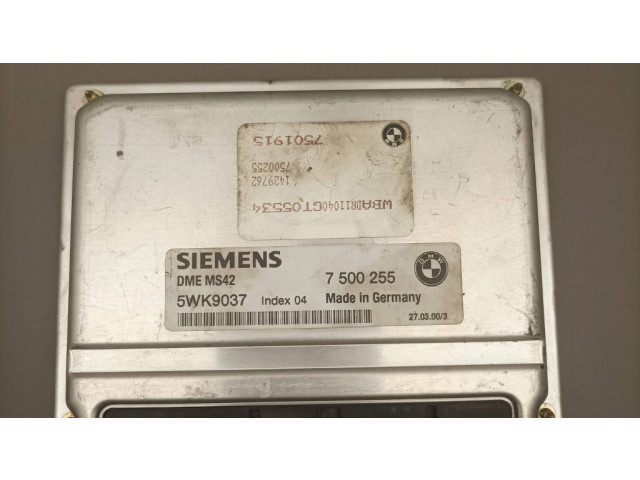 7501915
7500255
1429762
WBADR11040GT05534
SIEMENS
DME MS42
7 500 255
BMW
5WK9037 Index 04 Made in Germany
27.03.00/3